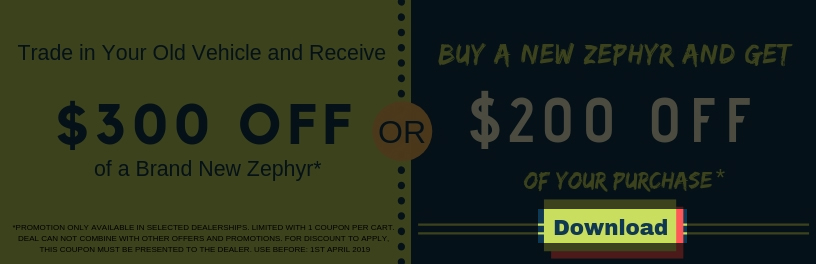 Trade in Your Old Vehicle and Receive
$300 OFF
of a Brand New Zephyr*
*PROMOTION ONLY AVAILABLE IN SELECTED DEALERSHIPS. LIMITED WITH 1 COUPON PER CART.
DEAL CAN NOT COMBINE WITH OTHER OFFERS AND PROMOTIONS. FOR DISCOUNT TO APPLY,
THIS COUPON MUST BE PRESENTED TO THE DEALER. USE BEFORE: 1ST APRIL 2019
OR
BUY A NEW ZEPHYR AND GET
$200 OFF
OF YOUR PURCHASE*
Download